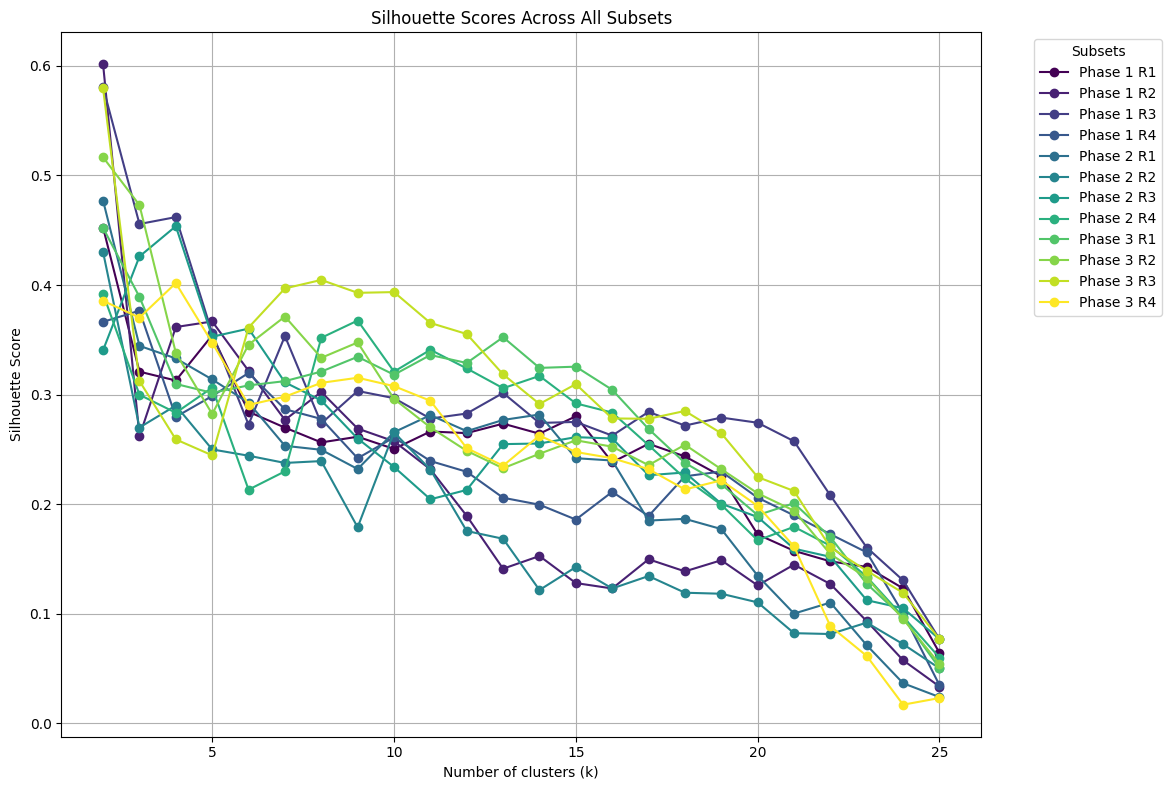 Silhouette Scores Across All Subsets
Silhouette Score
0.6
0.5
0.4
0.3
0.2
0.1
0.0
5
10
15
20
25
Number of clusters (k)
Subsets
Phase 1 R1
Phase 1 R2
Phase 1 R3
Phase 1 R4
Phase 2 R1
Phase 2 R2
Phase 2 R3
Phase 2 R4
Phase 3 R1
Phase 3 R2
Phase 3 R3
Phase 3 R4